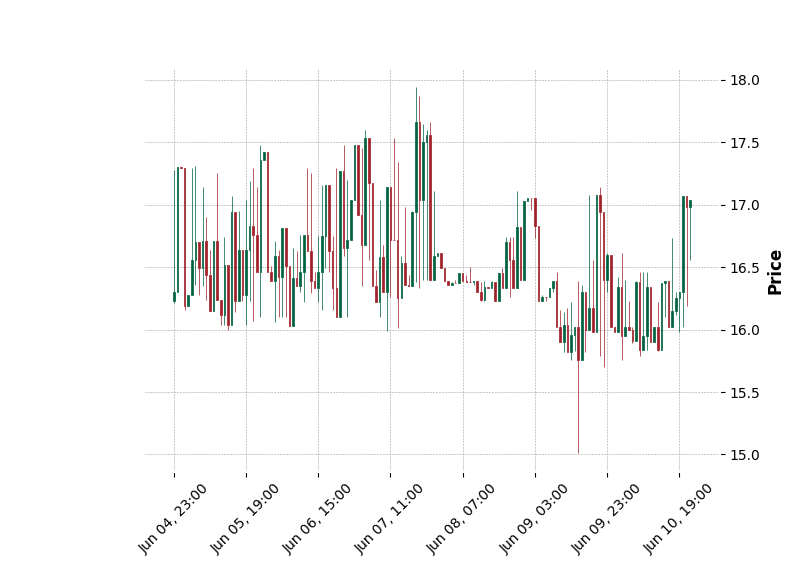 18.0
17.5
17.0
16.5
16.0
15.5
15.0
Price
Jun 04, 23:00
Jun 05, 19:00
Jun 06, 15:00
Jun 07, 11:00
Jun 08, 07:00
Jun 09, 03:00
Jun 09, 23:00
Jun 10, 19:00